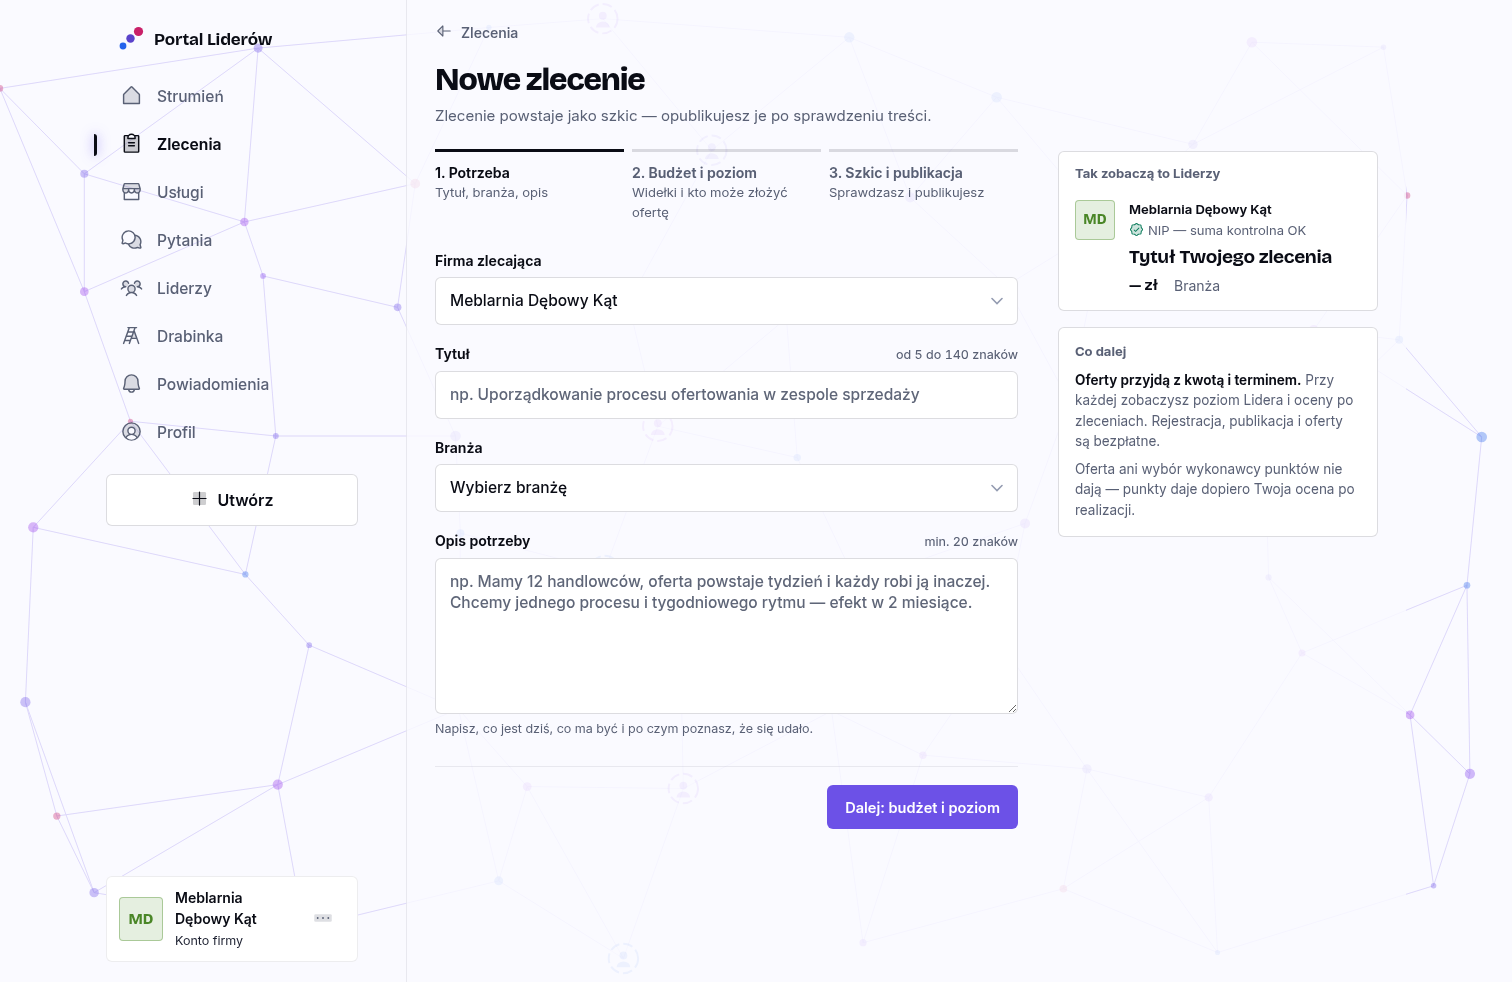 Portal Liderów
Strumień
Zlecenia
Usługi
Pytania
Liderzy
Drabinka
Powiadomienia
Profil
Utwórz
MD
Meblarnia
Dębowy Kąt
Konto firmy
Zlecenia
Nowe zlecenie
Zlecenie powstaje jako szkic — opublikujesz je po sprawdzeniu treści.
1. Potrzeba
Tytuł, branża, opis
2. Budżet i poziom
Widełki i kto może złożyć
ofertę
3. Szkic i publikacja
Sprawdzasz i publikujesz
Firma zlecająca
Meblarnia Dębowy Kąt
Tytuł
od 5 do 140 znaków
np. Uporządkowanie procesu ofertowania w zespole sprzedaży
Branża
Wybierz branżę
Opis potrzeby
min. 20 znaków
np. Mamy 12 handlowców, oferta powstaje tydzień i każdy robi ją inaczej.
Chcemy jednego procesu i tygodniowego rytmu — efekt w 2 miesiące.
Napisz, co jest dziś, co ma być i po czym poznasz, że się udało.
Dalej: budżet i poziom
Tak zobaczą to Liderzy
MD
Meblarnia Dębowy Kąt
NIP — suma kontrolna OK
Tytuł Twojego zlecenia
— zł Branża
Co dalej
Oferty przyjdą z kwotą i terminem. Przy
każdej zobaczysz poziom Lidera i oceny po
zleceniach. Rejestracja, publikacja i oferty
są bezpłatne.
Oferta ani wybór wykonawcy punktów nie
dają — punkty daje dopiero Twoja ocena po
realizacji.